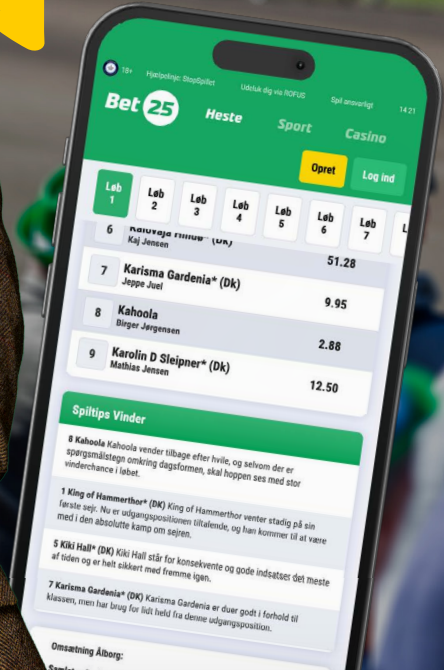 18+ Hjælpelinje: StopSpillet Udeluk dig via ROFUS Spil ansvarligt 14 21
Bet 25 Heste Sport Casino
Opret Log ind
Løb 1 Løb 2 Løb 3 Løb 4 Løb 5 Løb 6 Løb 7 L
6 (DK) 51.28
Kaj Jensen
7 Karisma Gardenia* (Dk) 9.95
Jeppe Juel
8 Kahoola 2.88
Birger Jørgensen
9 Karolin D Sleipner* (Dk) 12.50
Mathias Jensen
Spiltips Vinder
8 Kahoola Kahoola vender tilbage efter hvile, og selvom der er
spørgsmålstegn omkring dagsformen, skal hoppen ses med stor
vinderchance i løbet.
1 King of Hammerthor* (DK) King of Hammerthor venter stadig på sin
første sejr. Nu er udgangspositionen tiltalende, og han kommer til at være
med i den absolutte kamp om sejren.
5 Kiki Hall* (DK) Kiki Hall står for konsekvente og gode indsatser det meste
af tiden og er helt sikkert med fremme igen.
7 Karisma Gardenia* (DK) Karisma Gardenia er duer godt i forhold til
klassen, men har brug for lidt held fra denne udgangsposition.
Omsætning Ålborg: